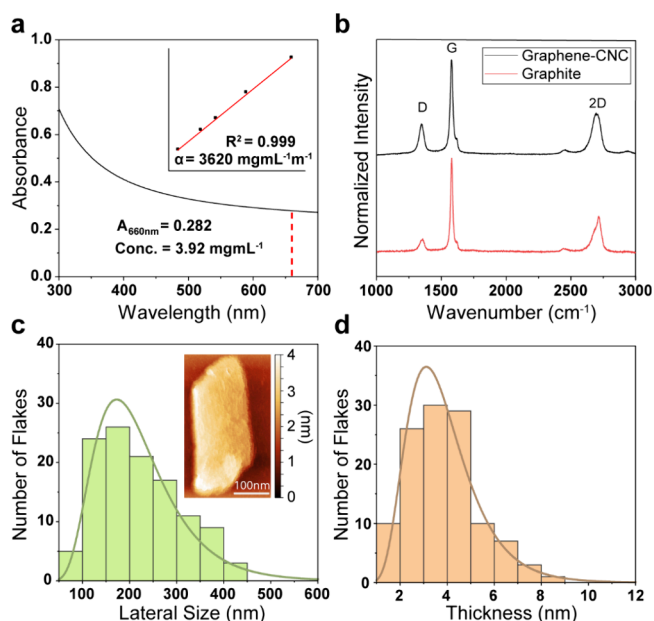 a
1.0
0.8
0.6
0.4
0.2
0.0
Absorbance
R² = 0.999
α= 3620 mgmL⁻¹m⁻¹
A660nm = 0.282
Conc. = 3.92 mgmL⁻¹
300 400 500 600 700
Wavelength (nm)
b
Normalized Intensity
Graphene-CNC
Graphite
D
G
2D
1000 1500 2000 2500 3000
Wavenumber (cm⁻¹)
c
40
30
20
10
0
Number of Flakes
4
3
2
1
0
(nm)
100nm
100 200 300 400 500 600
Lateral Size (nm)
d
40
30
20
10
0
Number of Flakes
2 4 6 8 10 12
Thickness (nm)